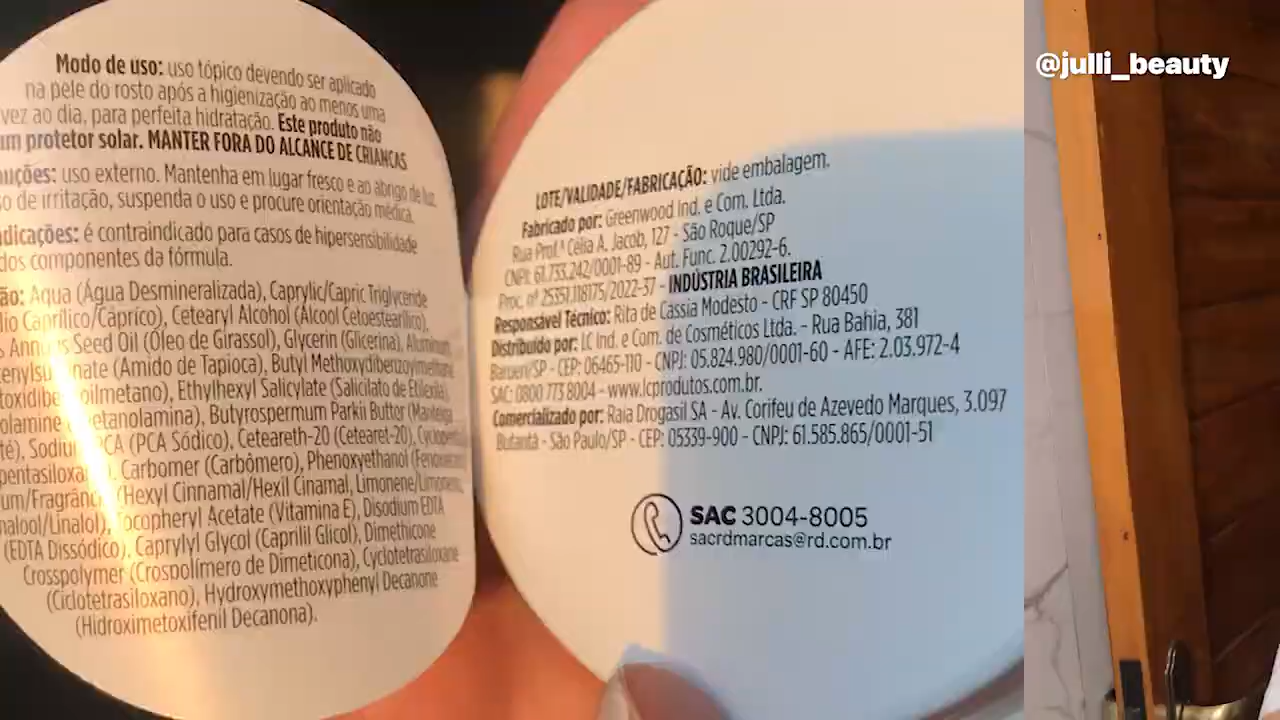 Modo de uso: uso tópico devendo ser aplicado
na pele do rosto após a higienização ao menos uma
vez ao dia, para perfeita hidratação. Este produto não
um protetor solar. MANTER FORA DO ALCANCE DE CRIANÇAS
uso externo. Mantenha em lugar fresco e ao abrigo de luz.
de irritação, suspenda o uso e procure orientação médica.
é contraindicado para casos de hipersensibilidade
dos componentes da fórmula.
Aqua (Água Desmineralizada), Caprylic/Capric Triglyceride
Caprílico/Cáprico), Cetearyl Alcohol (Álcool Cetoestearílico),
Seed Oil (Óleo de Girassol), Glycerin (Glicerina),
(Amido de Tapioca), Butyl
Ethylhexyl Salicylate (Salicilato de
Butyrospermum Parkii Butter
PCA (PCA Sódico), Ceteareth-20 (Cetearet-20),
Carbomer (Carbômero), Phenoxyethanol
(Hexyl Cinnamal/Hexil Cinamal, Limonene/Limoneno,
Tocopheryl Acetate (Vitamina E), Disodium EDTA
(EDTA Dissódico), Caprylyl Glycol (Caprilil Glicol), Dimethicone
Crosspolymer (Crospolímero de Dimeticona), Cyclotetrasiloxane
(Ciclotetrasiloxano), Hydroxymethoxyphenyl Decanone
(Hidroximetoxifenil Decanona).
LOTE/VALIDADE/FABRICAÇÃO: vide embalagem.
Fabricado por: Greenwood Ind. e Com. Ltda.
Rua Prof.ª Célia A. Jacob, 127 - São Roque/SP
CNPJ: 61.733.242/0001-89 - Aut. Func. 2.00292-6.
Proc. nº 25351.118175/2022-37 - INDÚSTRIA BRASILEIRA
Responsável Técnico: Rita de Cássia Modesto - CRF SP 80450
Distribuído por: LC Ind. e Com. de Cosméticos Ltda. - Rua Bahia, 381
Barueri/SP - CEP: 06465-110 - CNPJ: 05.824.980/0001-60 - AFE: 2.03.972-4
SAC: 0800 773 8004 - www.lcprodutos.com.br.
Comercializado por: Raia Drogasil SA - Av. Corifeu de Azevedo Marques, 3.097
Butantã - São Paulo/SP - CEP: 05339-900 - CNPJ: 61.585.865/0001-51
SAC 3004-8005
sacrdmarcas@rd.com.br
@julli_beauty